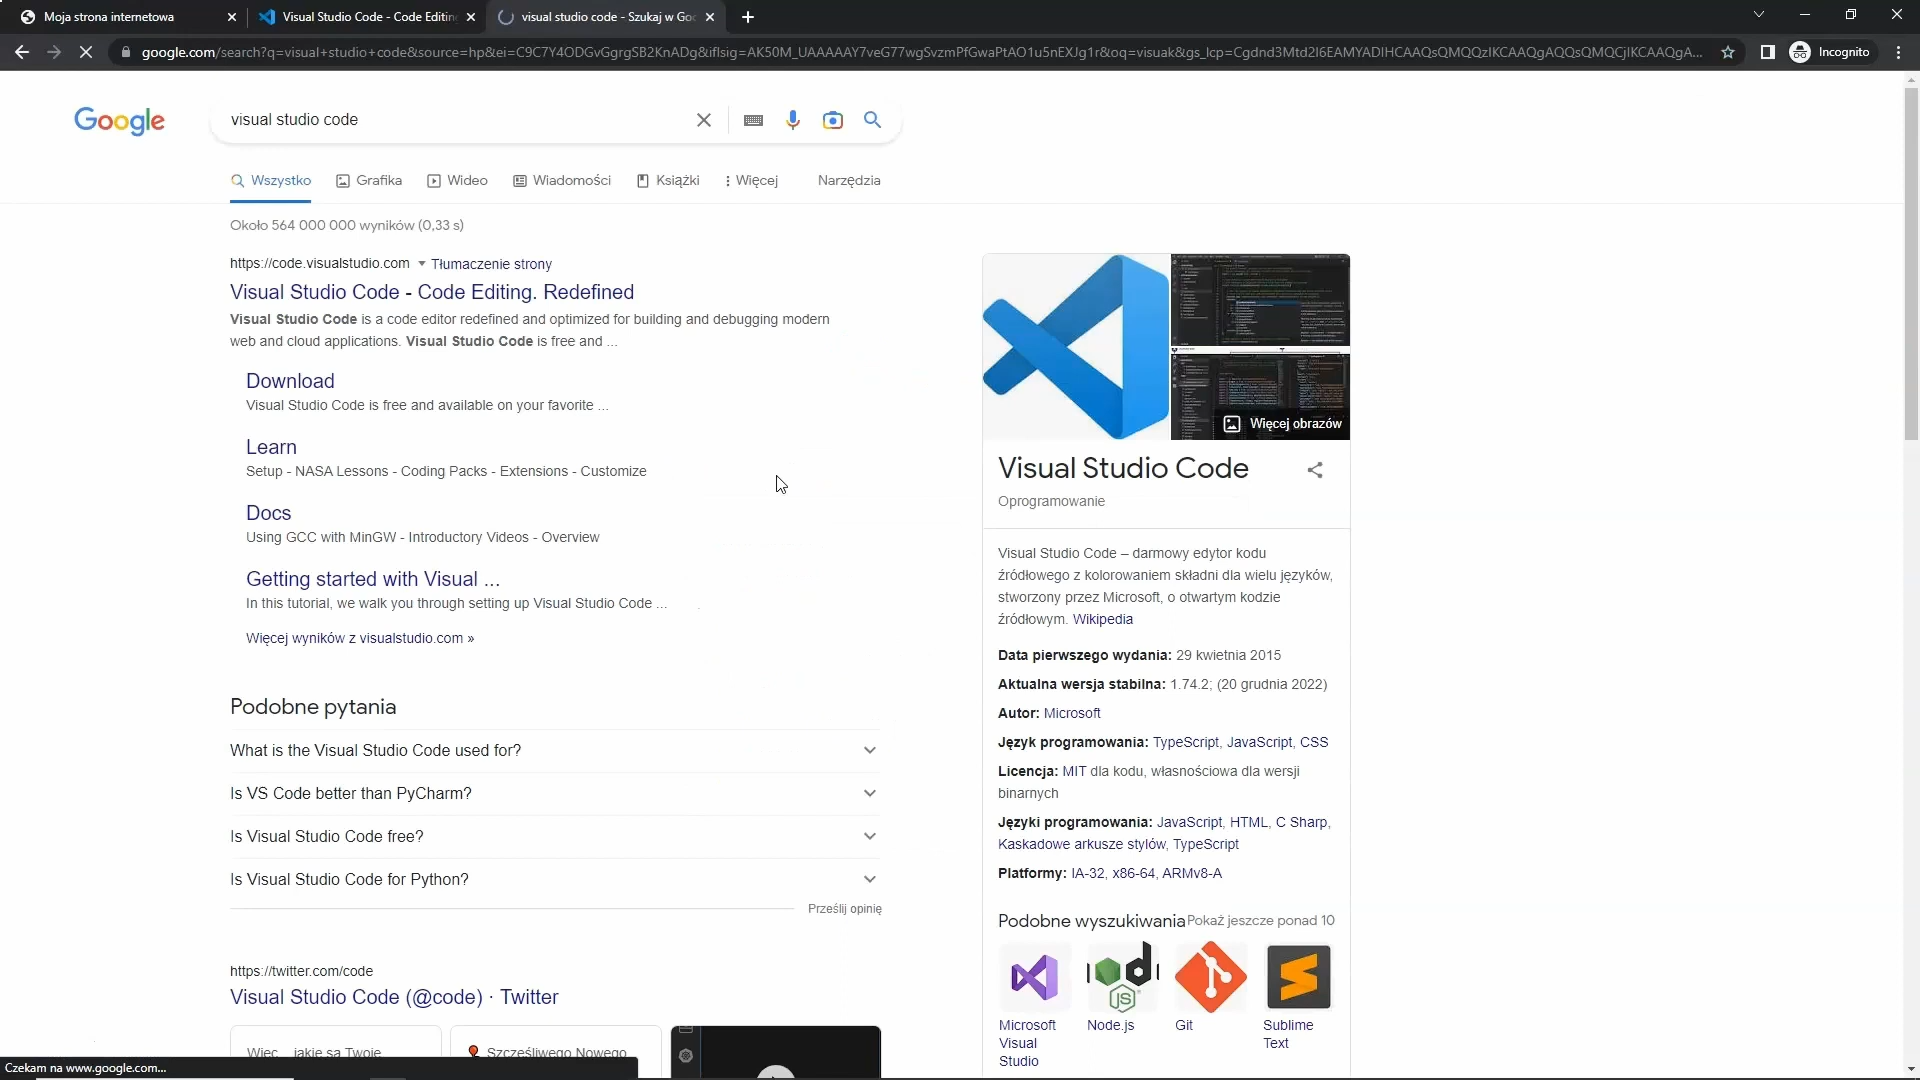 Moja strona internetowa
Visual Studio Code - Code Editing
visual studio code - Szukaj w Goo
google.com/search?q=visual+studio+code&source=hp&ei=C9C7Y4ODGvGgrgSB2KnADg&iflsig=AK50M_UAAAAAY7veG77wgSvzmPfGwaPtAO1u5nEXJg1r&oq=visuak&gs_lcp=Cgdnd3Mtd2l6EAMYADIHCAAQsQMQQzIKCAAQgAQQsQMQCjIKCAAQgA...
Incognito
Google
visual studio code
Wszystko
Grafika
Wideo
Wiadomości
Książki
Więcej
Narzędzia
Około 564 000 000 wyników (0,33 s)
https://code.visualstudio.com
Tłumaczenie strony
Visual Studio Code - Code Editing. Redefined
Visual Studio Code is a code editor redefined and optimized for building and debugging modern
web and cloud applications. Visual Studio Code is free and ...
Download
Visual Studio Code is free and available on your favorite ...
Learn
Setup - NASA Lessons - Coding Packs - Extensions - Customize
Docs
Using GCC with MinGW - Introductory Videos - Overview
Getting started with Visual ...
In this tutorial, we walk you through setting up Visual Studio Code ...
Więcej wyników z visualstudio.com »
Podobne pytania
What is the Visual Studio Code used for?
Is VS Code better than PyCharm?
Is Visual Studio Code free?
Is Visual Studio Code for Python?
Prześlij opinię
https://twitter.com/code
Visual Studio Code (@code) · Twitter
Więc... jakie są Twoje
Szczęśliwego Nowego
Czekam na www.google.com...
Więcej obrazów
Visual Studio Code
Oprogramowanie
Visual Studio Code – darmowy edytor kodu
źródłowego z kolorowaniem składni dla wielu języków,
stworzony przez Microsoft, o otwartym kodzie
źródłowym. Wikipedia
Data pierwszego wydania: 29 kwietnia 2015
Aktualna wersja stabilna: 1.74.2; (20 grudnia 2022)
Autor: Microsoft
Język programowania: TypeScript, JavaScript, CSS
Licencja: MIT dla kodu, własnościowa dla wersji
binarnych
Języki programowania: JavaScript, HTML, C Sharp,
Kaskadowe arkusze stylów, TypeScript
Platformy: IA-32, x86-64, ARMv8-A
Podobne wyszukiwania
Pokaż jeszcze ponad 10
Microsoft
Visual
Studio
Node.js
Git
Sublime
Text